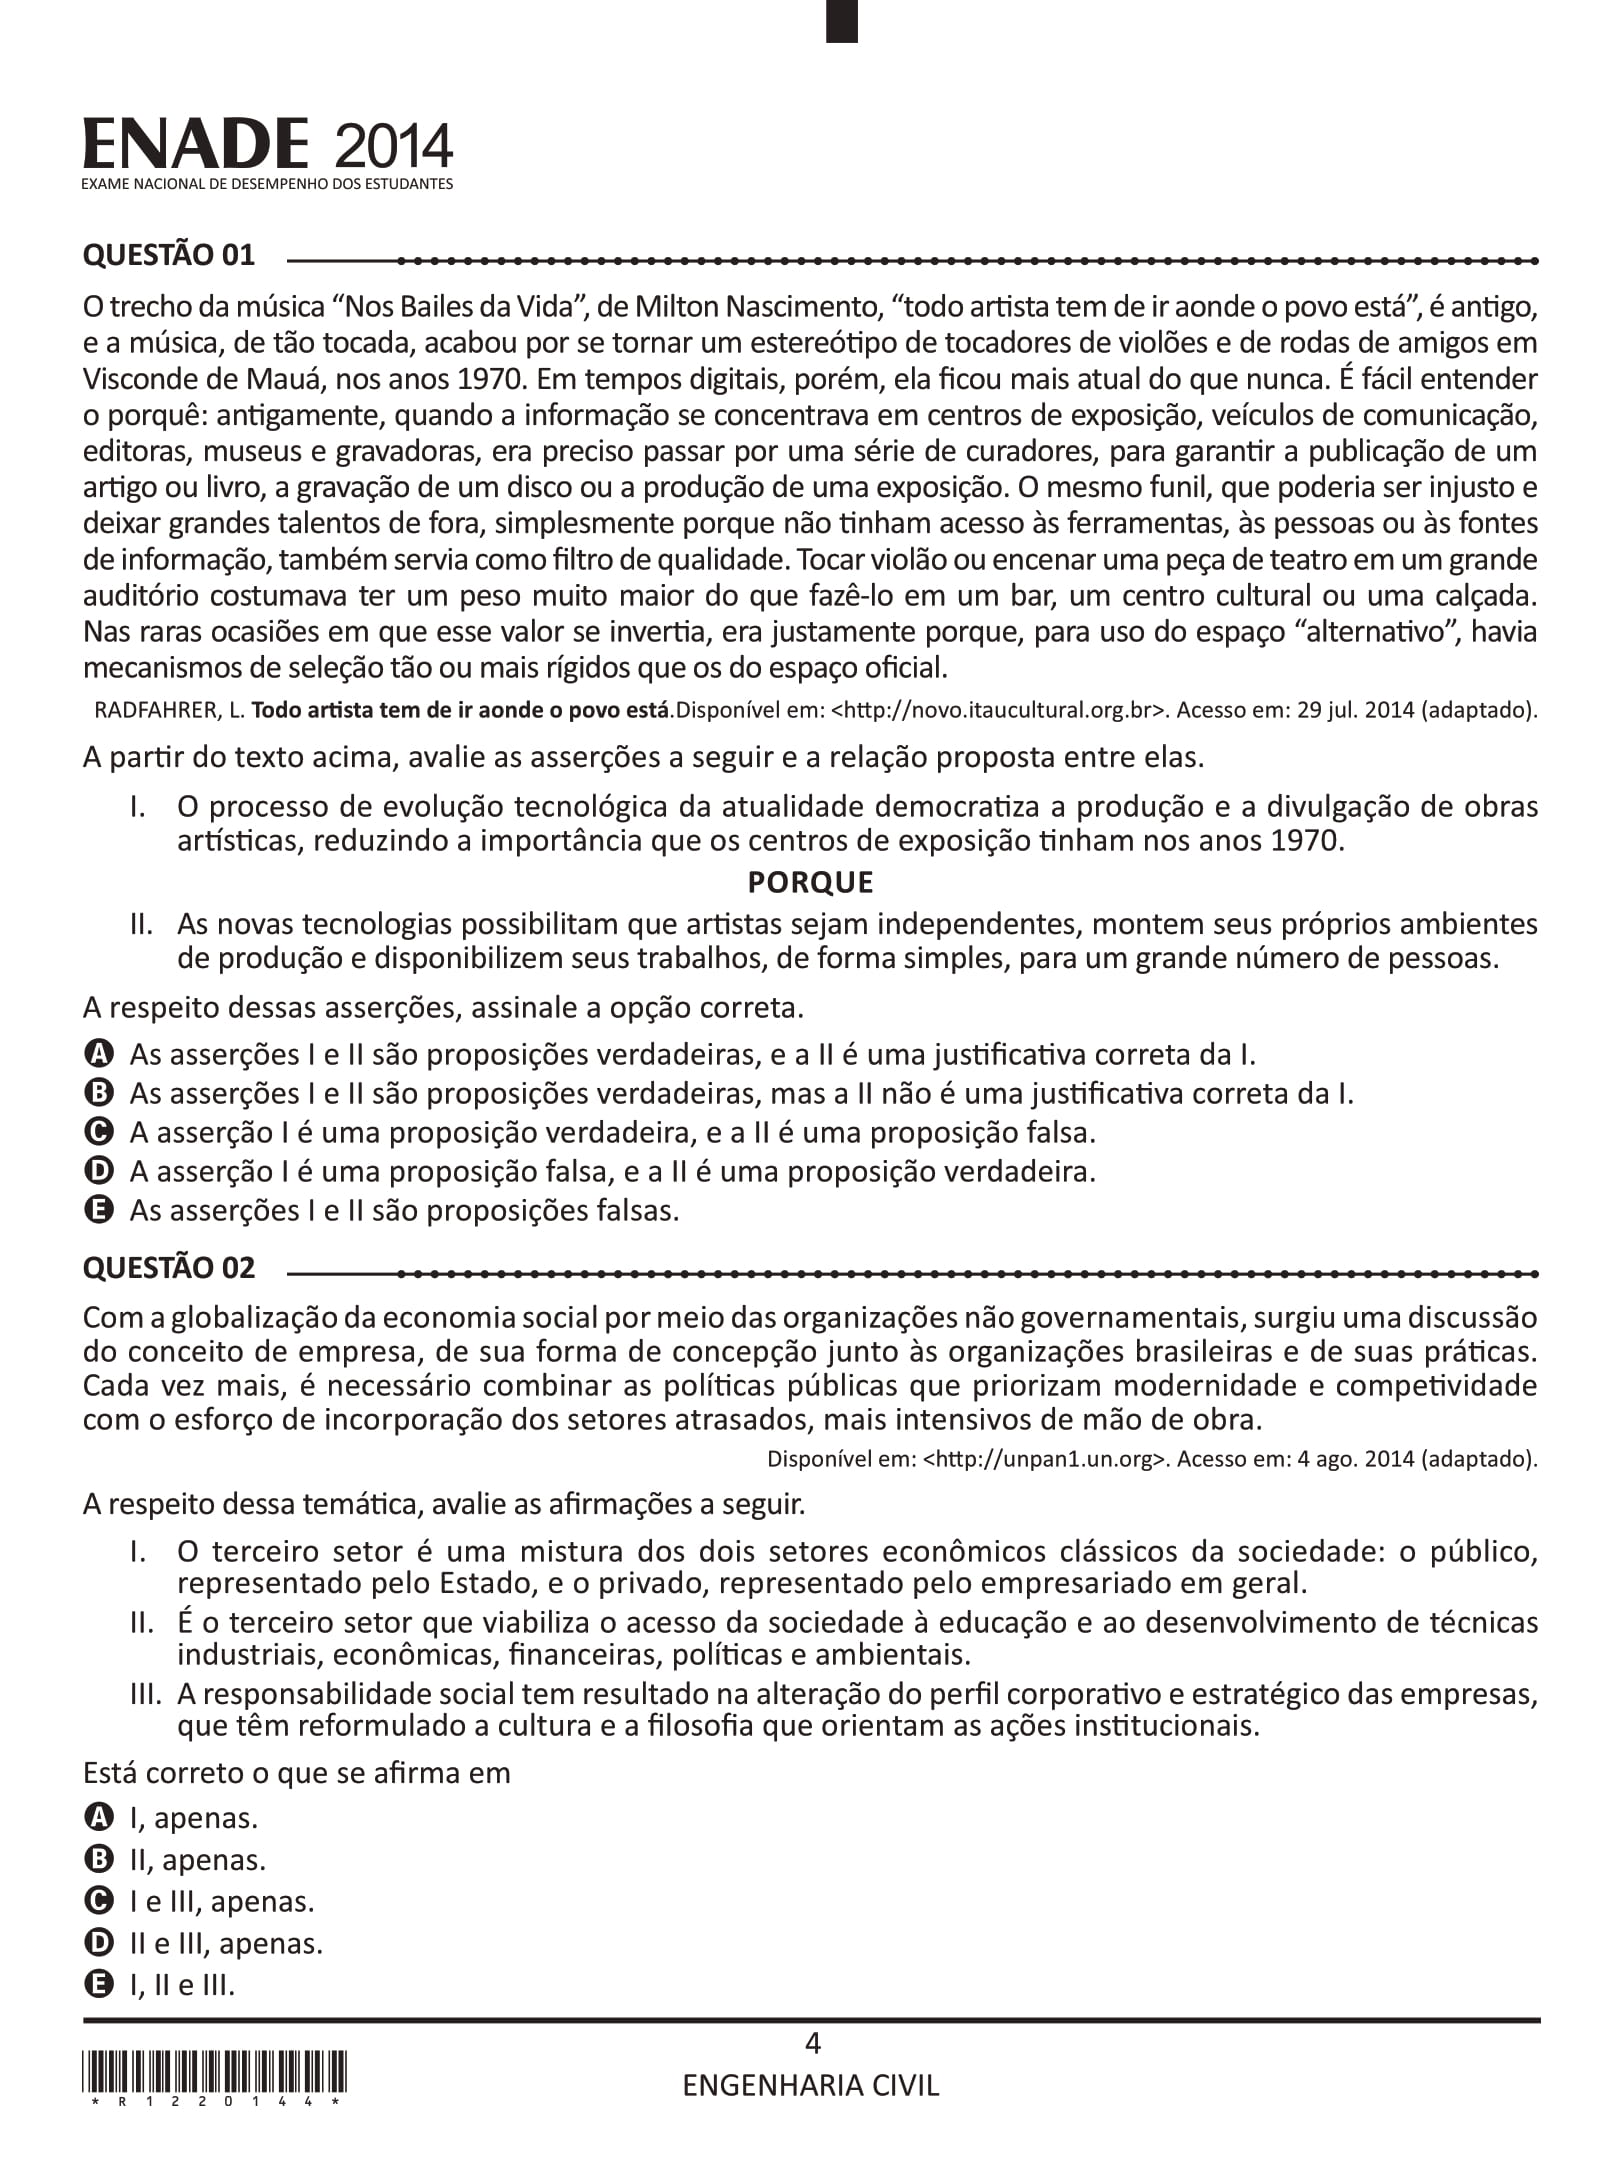 ENADE 2014
EXAME NACIONAL DE DESEMPENHO DOS ESTUDANTES
QUESTÃO 01
O trecho da música “Nos Bailes da Vida”, de Milton Nascimento, “todo artista tem de ir aonde o povo está”, é antigo,
e a música, de tão tocada, acabou por se tornar um estereótipo de tocadores de violões e de rodas de amigos em
Visconde de Mauá, nos anos 1970. Em tempos digitais, porém, ela ficou mais atual do que nunca. É fácil entender
o porquê: antigamente, quando a informação se concentrava em centros de exposição, veículos de comunicação,
editoras, museus e gravadoras, era preciso passar por uma série de curadores, para garantir a publicação de um
artigo ou livro, a gravação de um disco ou a produção de uma exposição. O mesmo funil, que poderia ser injusto e
deixar grandes talentos de fora, simplesmente porque não tinham acesso às ferramentas, às pessoas ou às fontes
de informação, também servia como filtro de qualidade. Tocar violão ou encenar uma peça de teatro em um grande
auditório costumava ter um peso muito maior do que fazê-lo em um bar, um centro cultural ou uma calçada.
Nas raras ocasiões em que esse valor se invertia, era justamente porque, para uso do espaço “alternativo”, havia
mecanismos de seleção tão ou mais rígidos que os do espaço oficial.
RADFAHRER, L. Todo artista tem de ir aonde o povo está.Disponível em: <http://novo.itaucultural.org.br>. Acesso em: 29 jul. 2014 (adaptado).
A partir do texto acima, avalie as asserções a seguir e a relação proposta entre elas.
I. O processo de evolução tecnológica da atualidade democratiza a produção e a divulgação de obras
artísticas, reduzindo a importância que os centros de exposição tinham nos anos 1970.
PORQUE
II. As novas tecnologias possibilitam que artistas sejam independentes, montem seus próprios ambientes
de produção e disponibilizem seus trabalhos, de forma simples, para um grande número de pessoas.
A respeito dessas asserções, assinale a opção correta.
A As asserções I e II são proposições verdadeiras, e a II é uma justificativa correta da I.
B As asserções I e II são proposições verdadeiras, mas a II não é uma justificativa correta da I.
C A asserção I é uma proposição verdadeira, e a II é uma proposição falsa.
D A asserção I é uma proposição falsa, e a II é uma proposição verdadeira.
E As asserções I e II são proposições falsas.
QUESTÃO 02
Com a globalização da economia social por meio das organizações não governamentais, surgiu uma discussão
do conceito de empresa, de sua forma de concepção junto às organizações brasileiras e de suas práticas.
Cada vez mais, é necessário combinar as políticas públicas que priorizam modernidade e competividade
com o esforço de incorporação dos setores atrasados, mais intensivos de mão de obra.
Disponível em: <http://unpan1.un.org>. Acesso em: 4 ago. 2014 (adaptado).
A respeito dessa temática, avalie as afirmações a seguir.
I. O terceiro setor é uma mistura dos dois setores econômicos clássicos da sociedade: o público,
representado pelo Estado, e o privado, representado pelo empresariado em geral.
II. É o terceiro setor que viabiliza o acesso da sociedade à educação e ao desenvolvimento de técnicas
industriais, econômicas, financeiras, políticas e ambientais.
III. A responsabilidade social tem resultado na alteração do perfil corporativo e estratégico das empresas,
que têm reformulado a cultura e a filosofia que orientam as ações institucionais.
Está correto o que se afirma em
A I, apenas.
B II, apenas.
C I e III, apenas.
D II e III, apenas.
E I, II e III.
4
ENGENHARIA CIVIL
* R 1 2 2 0 1 4 4 *